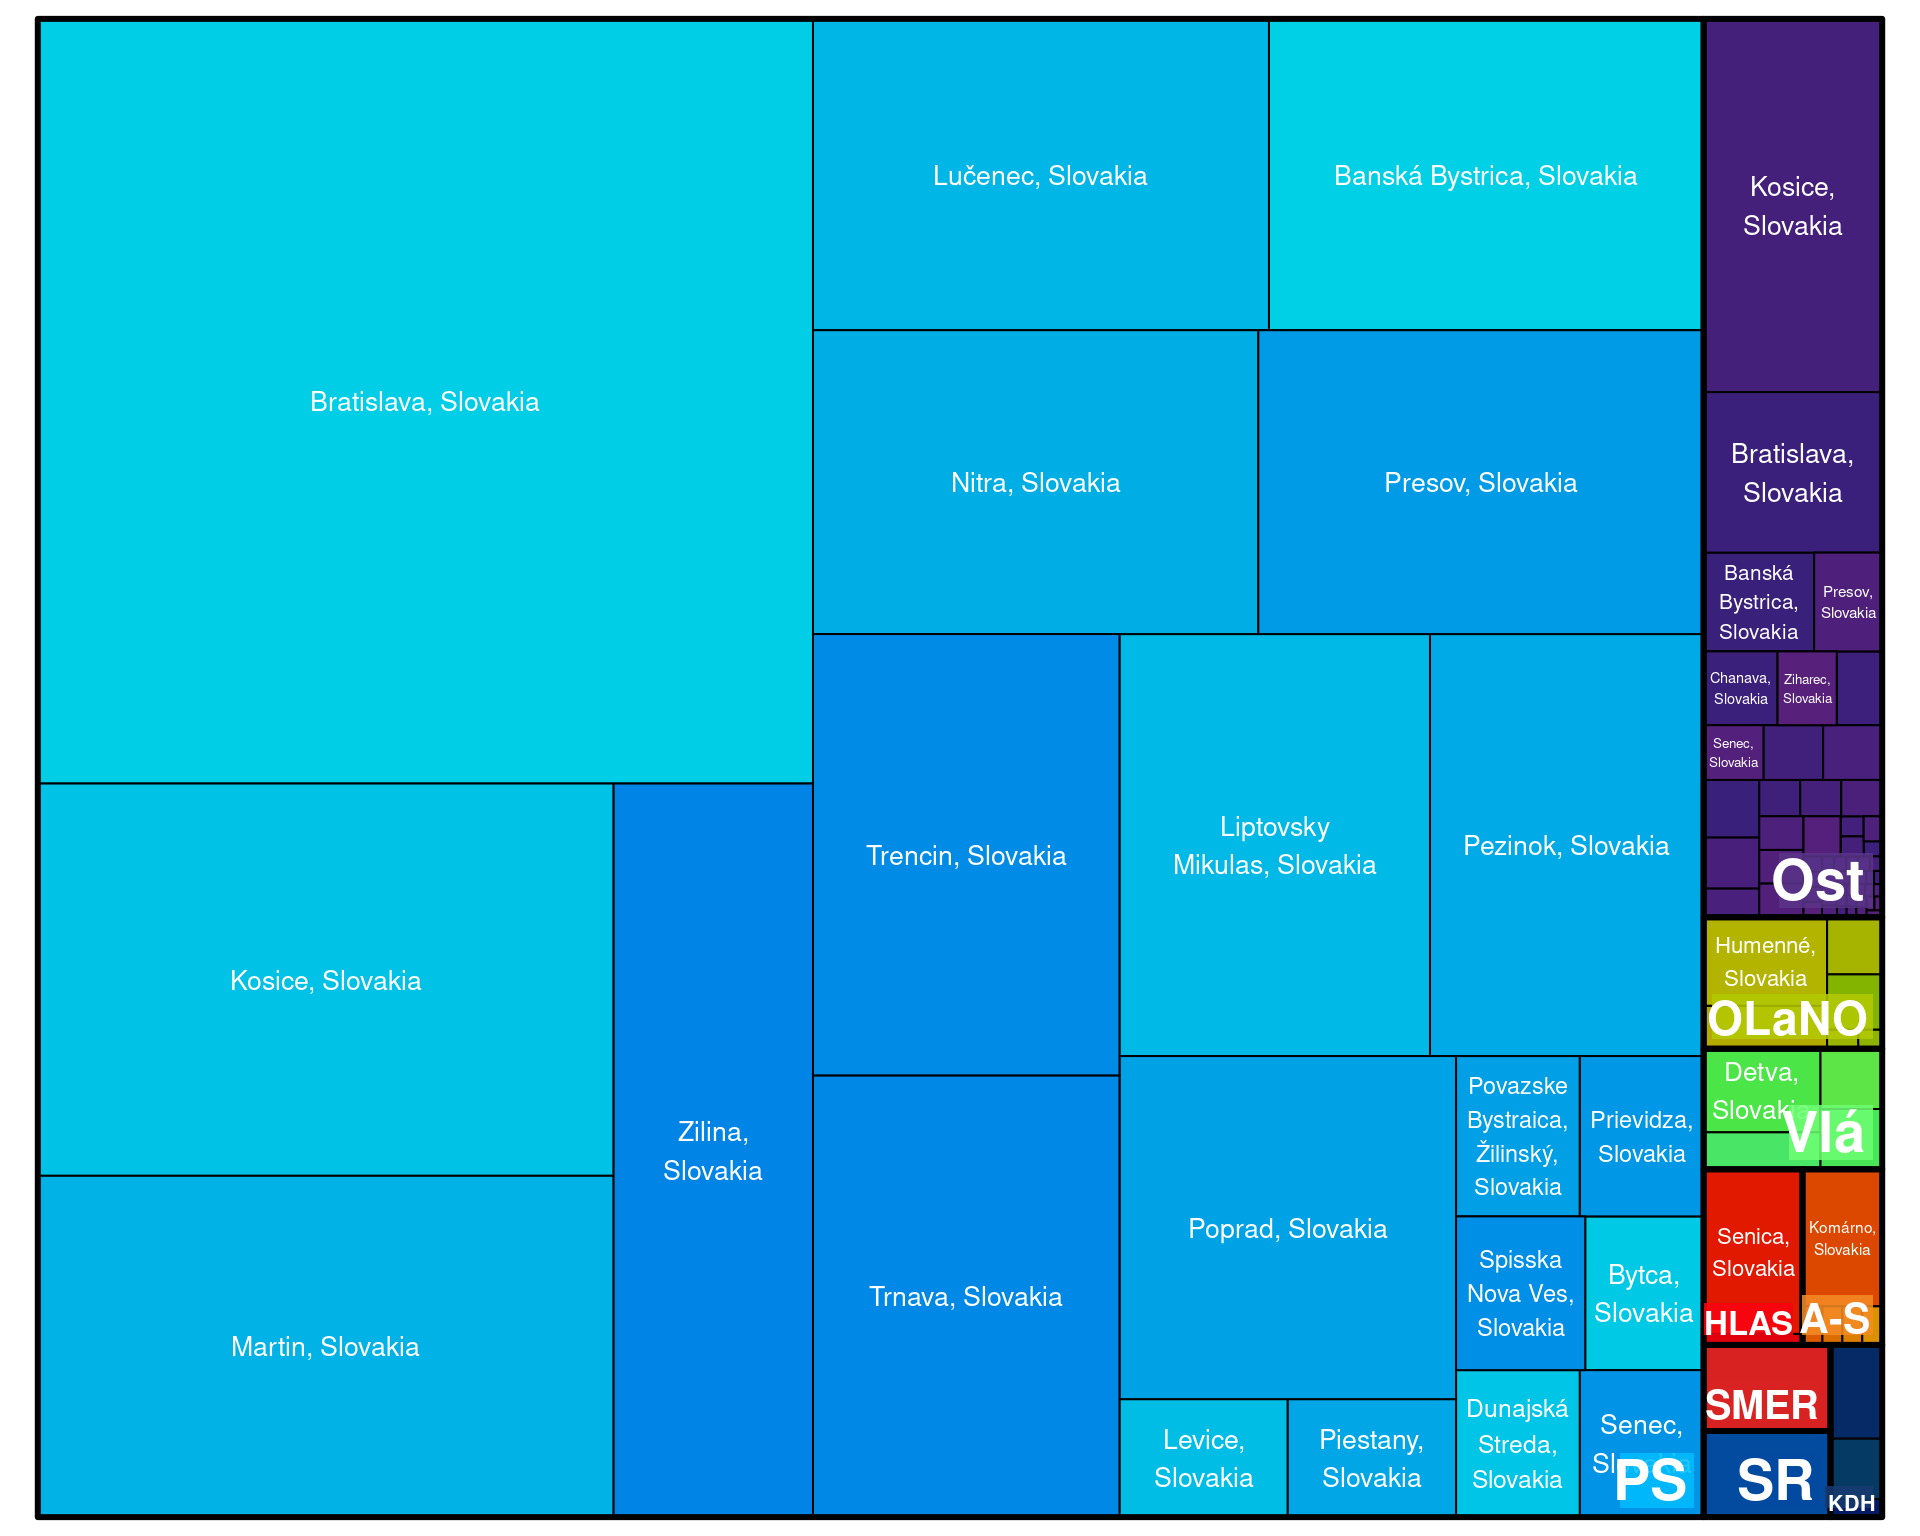 Bratislava, Slovakia
Kosice, Slovakia
Martin, Slovakia
Zilina,
Slovakia
Lučenec, Slovakia
Banská Bystrica, Slovakia
Nitra, Slovakia
Presov, Slovakia
Trencin, Slovakia
Trnava, Slovakia
Liptovsky
Mikulas, Slovakia
Pezinok, Slovakia
Poprad, Slovakia
Levice,
Slovakia
Piestany,
Slovakia
Povazske
Bystraica,
Žilinský,
Slovakia
Prievidza,
Slovakia
Spisska
Nova Ves,
Slovakia
Bytca,
Slovakia
Dunajská
Streda,
Slovakia
Senec,
Slovakia
PS
Kosice,
Slovakia
Bratislava,
Slovakia
Banská
Bystrica,
Slovakia
Presov,
Slovakia
Chanava,
Slovakia
Ziharec,
Slovakia
Senec,
Slovakia
Ost
Humenné,
Slovakia
OLaNO
Detva,
Slovakia
Vlá
Senica,
Slovakia
HLAS
Komárno,
Slovakia
A-S
SMER
SR
KDH